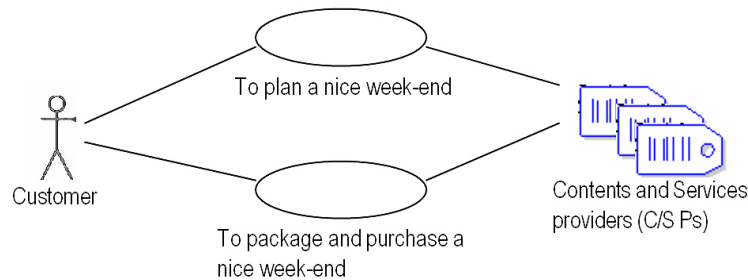 To plan a nice week-end
Customer
Contents and Services
providers (C/S Ps)
To package and purchase a
nice week-end